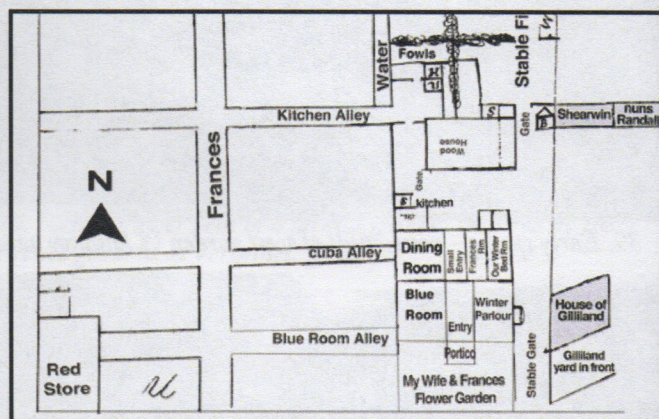 Fowls
Water
Stable Fi
Kitchen Alley
Gate
Shearwin
nuns
Randall
Wood
House
N
Frances
Gate
kitchen
cuba Alley
Dining
Room
Small
Entry
Frances
Rm
Our Winter
Bed Rm
Blue
Room
Entry
Winter
Parlour
House of
Gilliland
Blue Room Alley
Portico
Stable Gate
Gilliland
yard in front
Red
Store
My Wife & Frances
Flower Garden